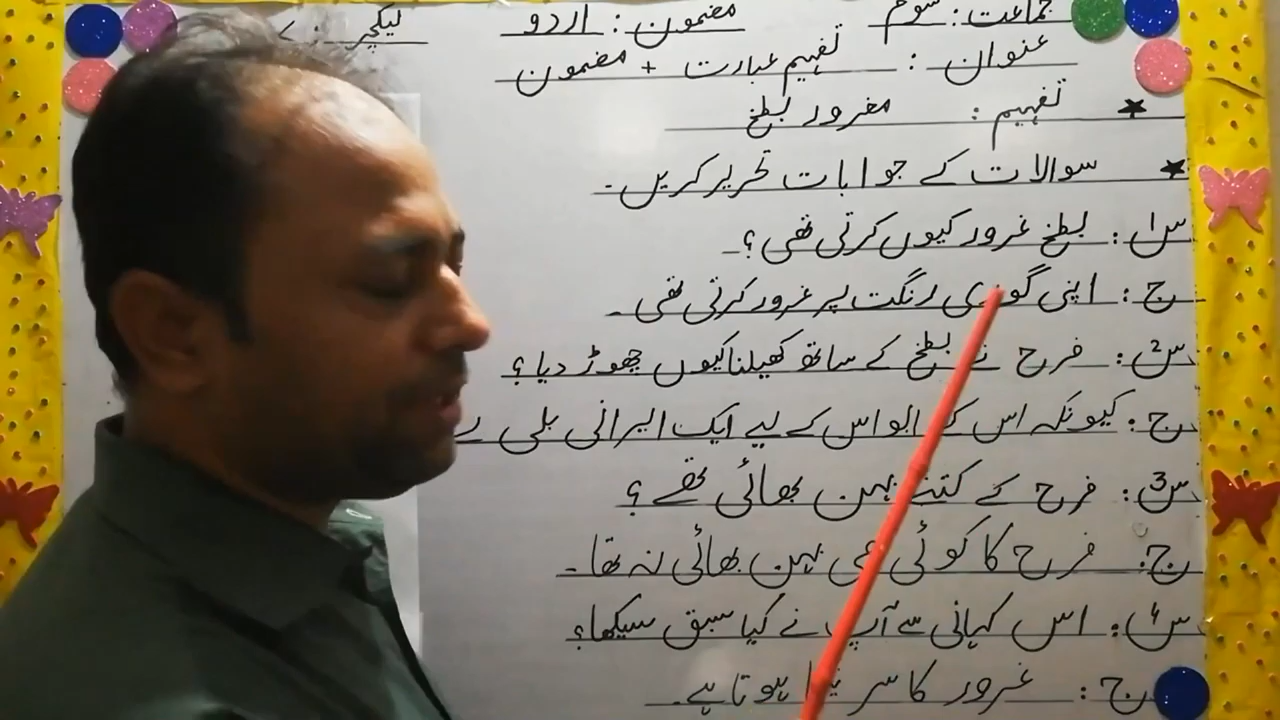 جماعت: سوم مضمون: اردو لیکچر:
عنوان: تفہیم عبارت + مضمون
★ تفہیم: مغرور بطخ
★ سوالات کے جوابات تحریر کریں۔
س1: بطخ غرور کیوں کرتی تھی؟
ج: اپنی گوری رنگت پر غرور کرتی تھی۔
س2: فرح نے بطخ کے ساتھ کھیلنا کیوں چھوڑ دیا؟
ج: کیونکہ اس کے ابو اس کے لیے ایک ایرانی بلی
س3: فرح کے کتنے بہن بھائی تھے؟
ج: فرح کا کوئی بھی بہن بھائی نہ تھا۔
س4: اس کہانی سے آپ نے کیا سبق سیکھا؟
ج: غرور کا سر نیچا ہوتا ہے۔